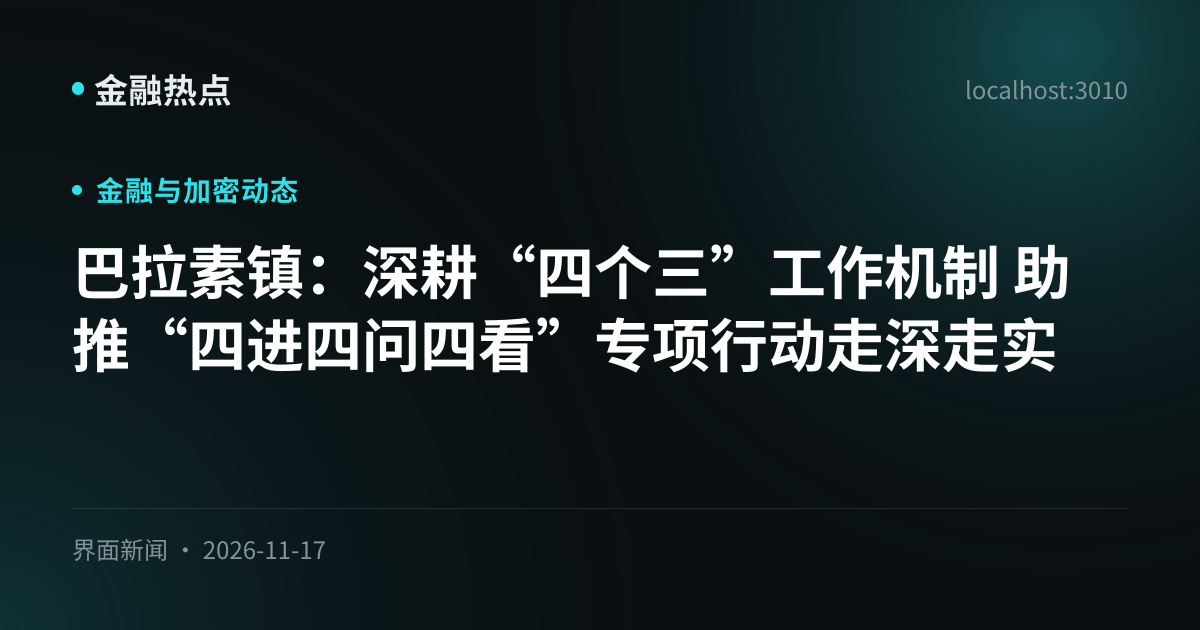 金融热点
localhost:3010
金融与加密动态
巴拉素镇：深耕“四个三”工作机制 助
推“四进四问四看”专项行动走深走实
界面新闻 · 2026-11-17